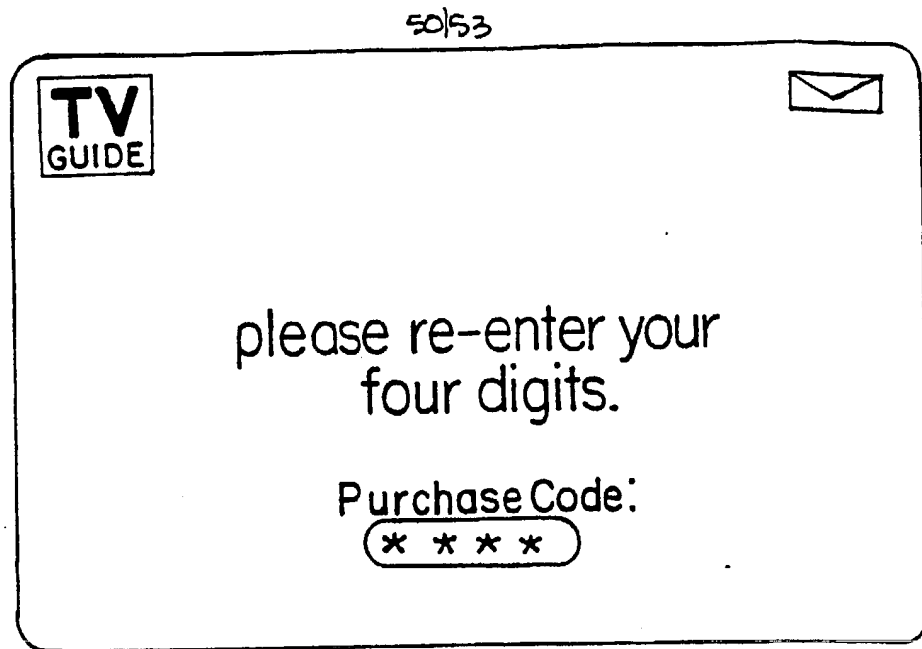 50/53
TV
GUIDE
please re-enter your
four digits.
Purchase Code:
* * * *